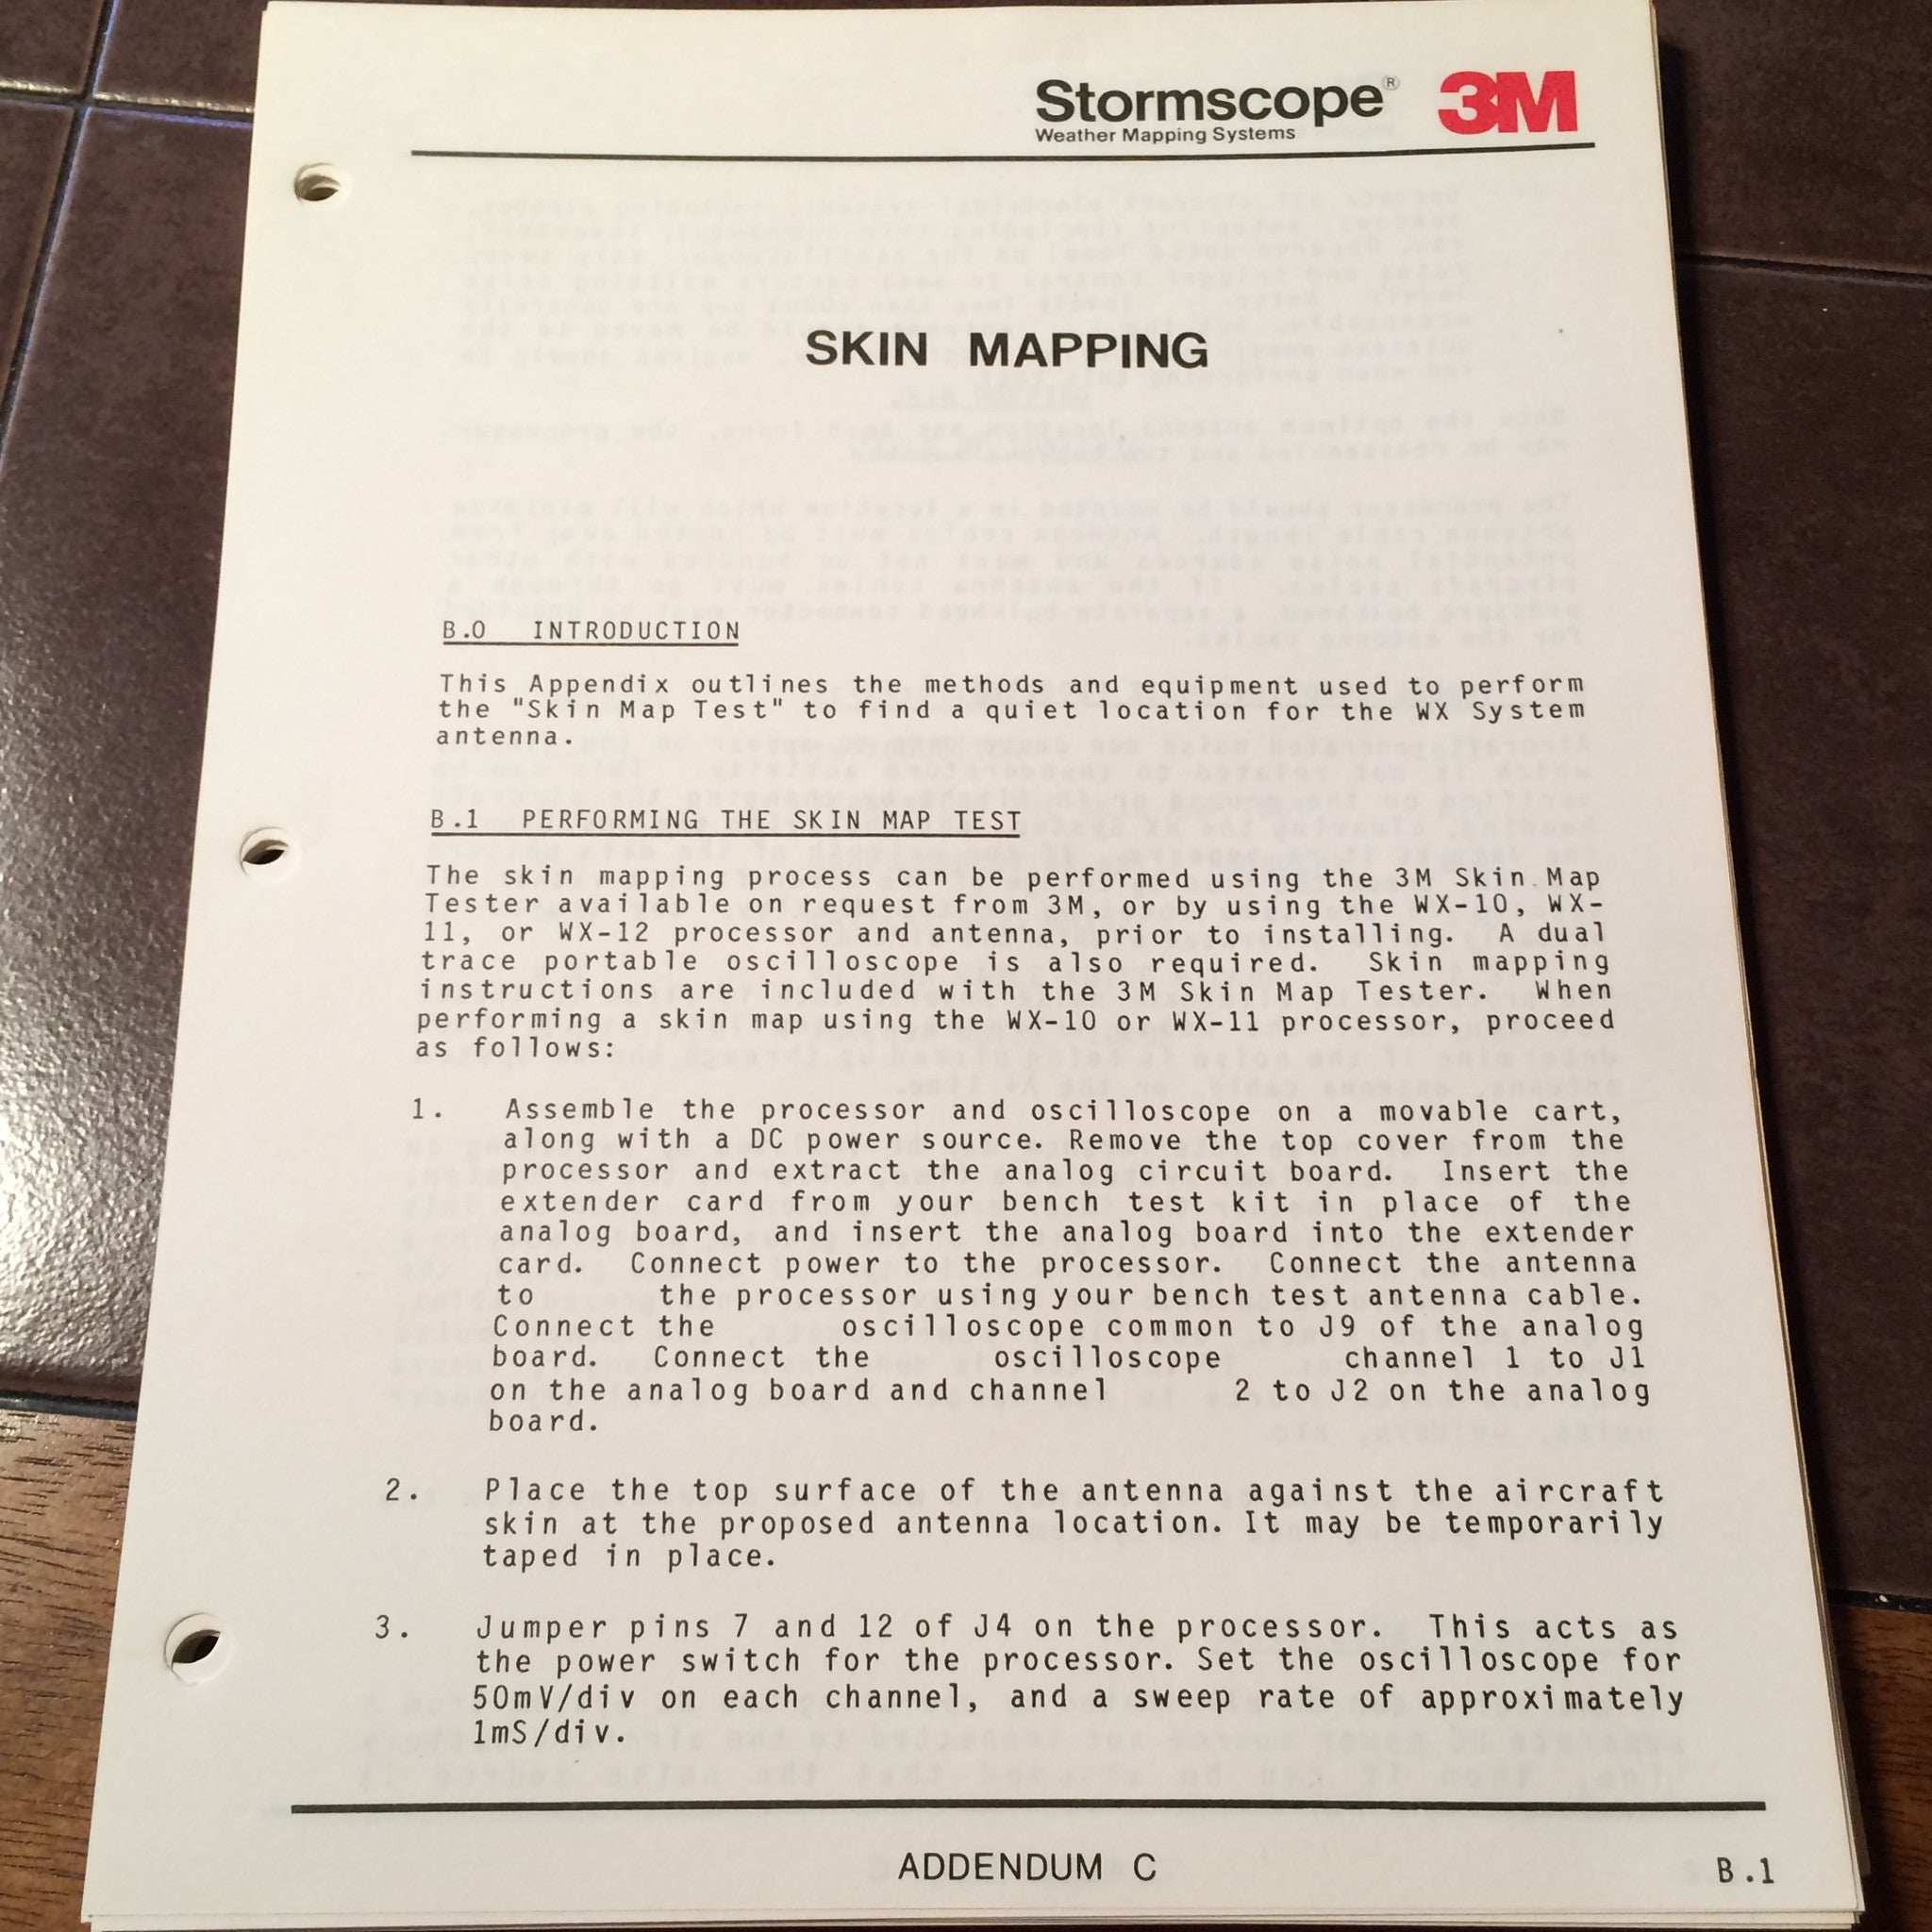 Stormscope® 3M
Weather Mapping Systems
SKIN MAPPING
B.0 INTRODUCTION
This Appendix outlines the methods and equipment used to perform
the "Skin Map Test" to find a quiet location for the WX System
antenna.
B.1 PERFORMING THE SKIN MAP TEST
The skin mapping process can be performed using the 3M Skin Map
Tester available on request from 3M, or by using the WX-10, WX-
11, or WX-12 processor and antenna, prior to installing. A dual
trace portable oscilloscope is also required. Skin mapping
instructions are included with the 3M Skin Map Tester. When
performing a skin map using the WX-10 or WX-11 processor, proceed
as follows:
1. Assemble the processor and oscilloscope on a movable cart,
along with a DC power source. Remove the top cover from the
processor and extract the analog circuit board. Insert the
extender card from your bench test kit in place of the
analog board, and insert the analog board into the extender
card. Connect power to the processor. Connect the antenna
to the processor using your bench test antenna cable.
Connect the oscilloscope common to J9 of the analog
board. Connect the oscilloscope channel 1 to J1
on the analog board and channel 2 to J2 on the analog
board.
2. Place the top surface of the antenna against the aircraft
skin at the proposed antenna location. It may be temporarily
taped in place.
3. Jumper pins 7 and 12 of J4 on the processor. This acts as
the power switch for the processor. Set the oscilloscope for
50mV/div on each channel, and a sweep rate of approximately
1mS/div.
ADDENDUM C
B.1